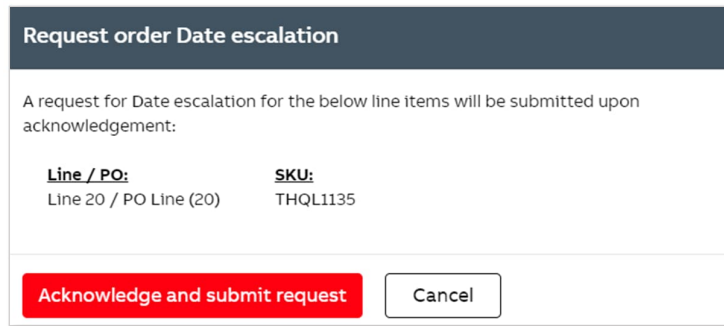 Request order Date escalation
A request for Date escalation for the below line items will be submitted upon
acknowledgement:
Line / PO: SKU:
Line 20 / PO Line (20) THQL1135
Acknowledge and submit request Cancel